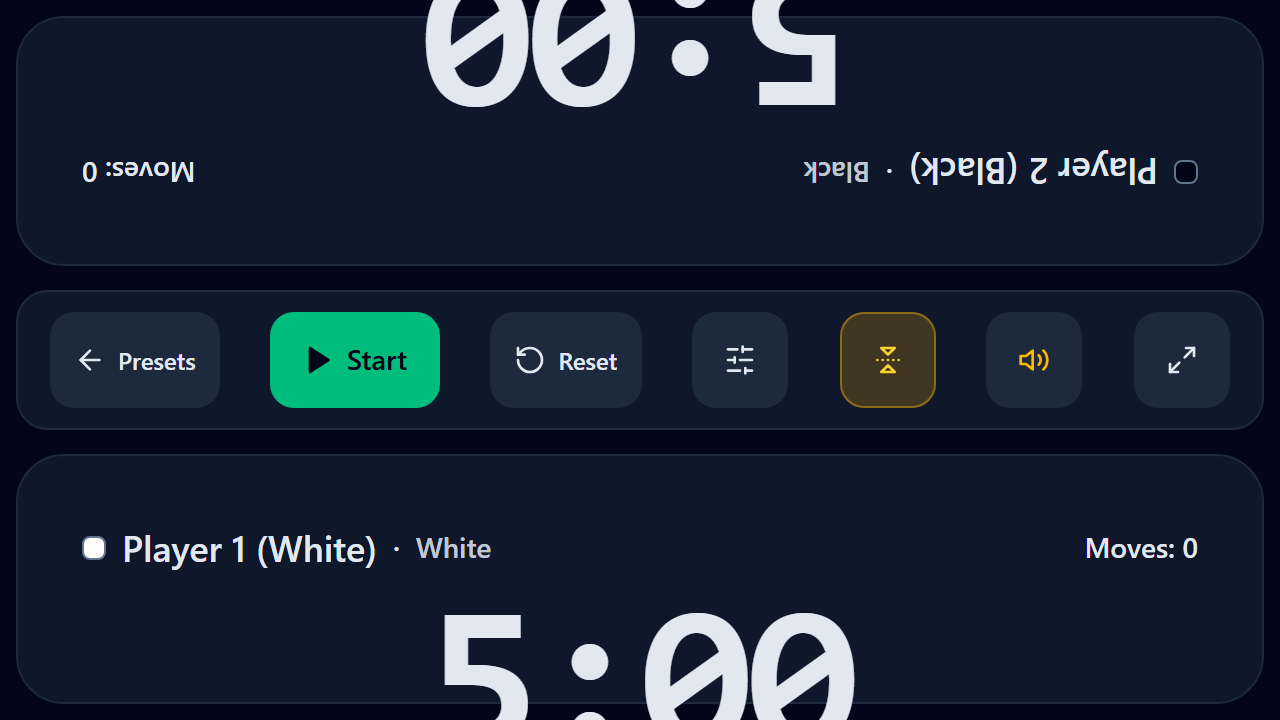 5:00
Player 2 (Black) · Black
Moves: 0
Presets
Start
Reset
Player 1 (White) · White
Moves: 0
5:00